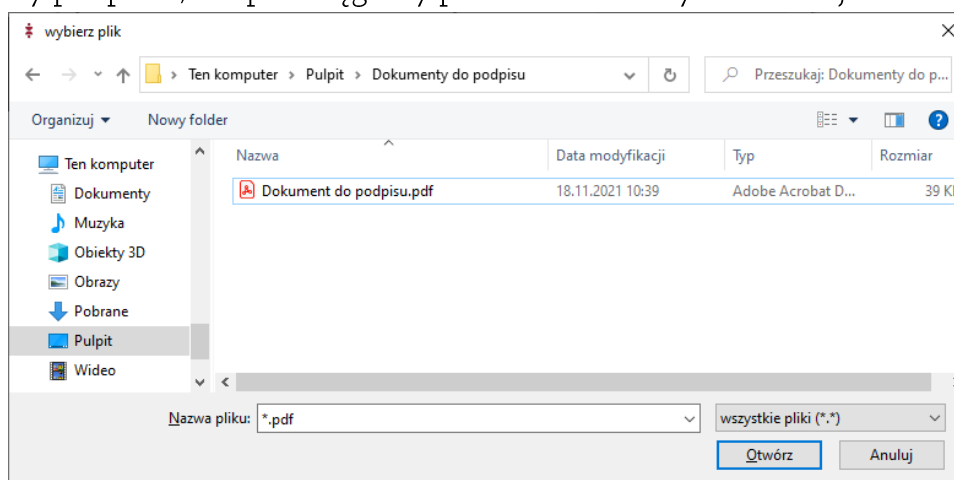 wybierz plik
Ten komputer > Pulpit > Dokumenty do podpisu
Przeszukaj: Dokumenty do p...
Organizuj
Nowy folder
Nazwa Data modyfikacji Typ Rozmiar
Dokument do podpisu.pdf 18.11.2021 10:39 Adobe Acrobat D... 39
Ten komputer
Dokumenty
Muzyka
Obiekty 3D
Obrazy
Pobrane
Pulpit
Wideo
Nazwa pliku: *.pdf wszystkie pliki (*.*)
Otwórz Anuluj